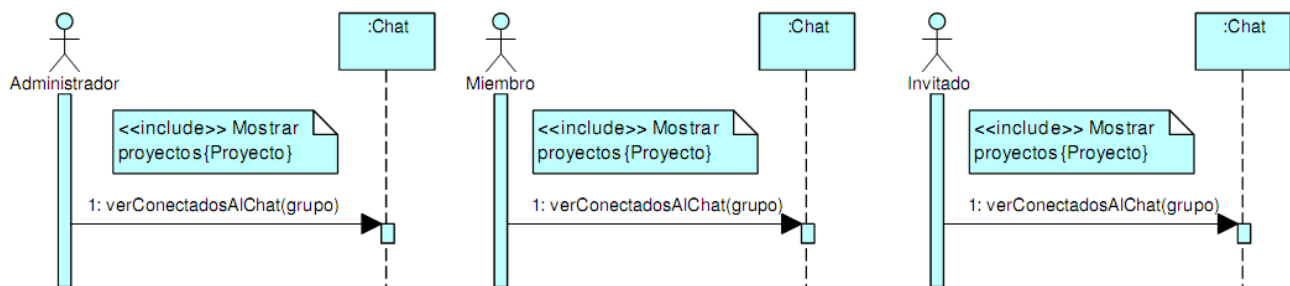 :Chat
Administrador
<<include>> Mostrar
proyectos{Proyecto}
1: verConectadosAlChat(grupo)
:Chat
Miembro
<<include>> Mostrar
proyectos{Proyecto}
1: verConectadosAlChat(grupo)
:Chat
Invitado
<<include>> Mostrar
proyectos{Proyecto}
1: verConectadosAlChat(grupo)